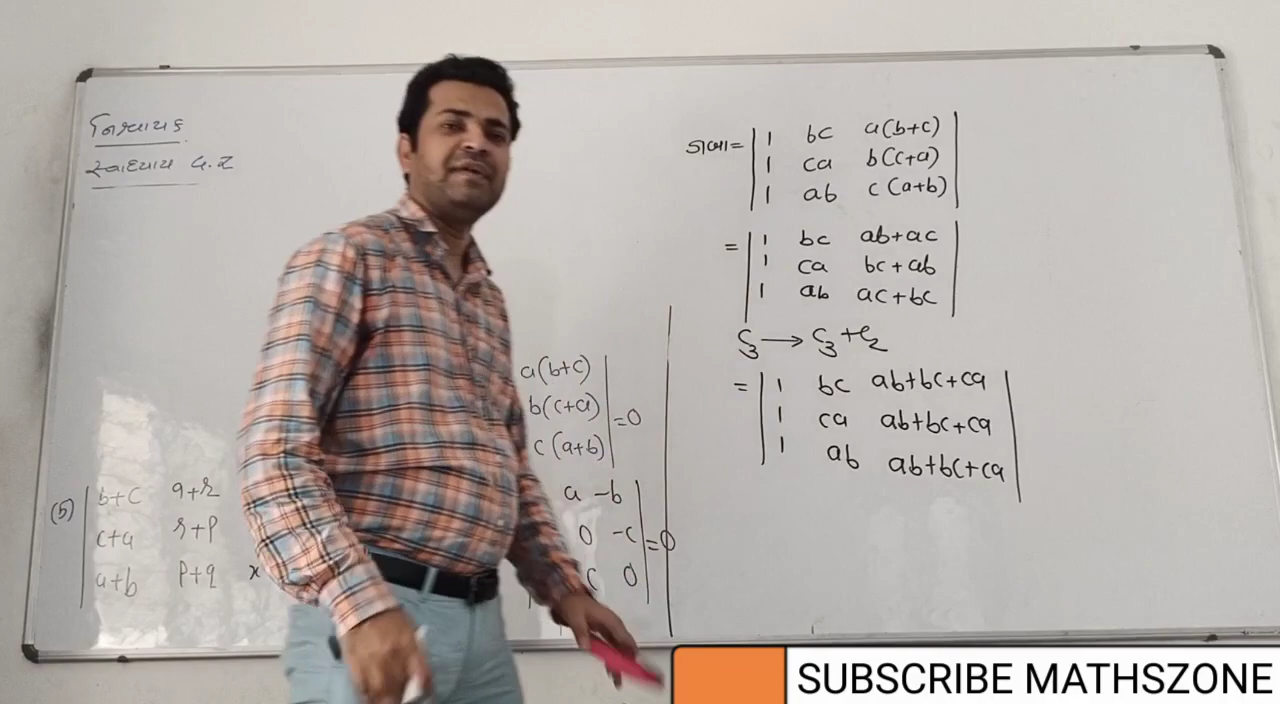 નિશ્ચાયક
સ્વાધ્યાય 4.2
a(b+c)
b(c+a) =0
c(a+b)
(5) b+c q+r
c+a r+p
a+b p+q x
a -b
0 -c =0
c 0
ડાબા= | 1 bc a(b+c) |
| 1 ca b(c+a) |
| 1 ab c(a+b) |
= | 1 bc ab+ac |
| 1 ca bc+ab |
| 1 ab ac+bc |
C₃ → C₃+C₂
= | 1 bc ab+bc+ca |
| 1 ca ab+bc+ca |
| 1 ab ab+bc+ca |
SUBSCRIBE MATHSZONE